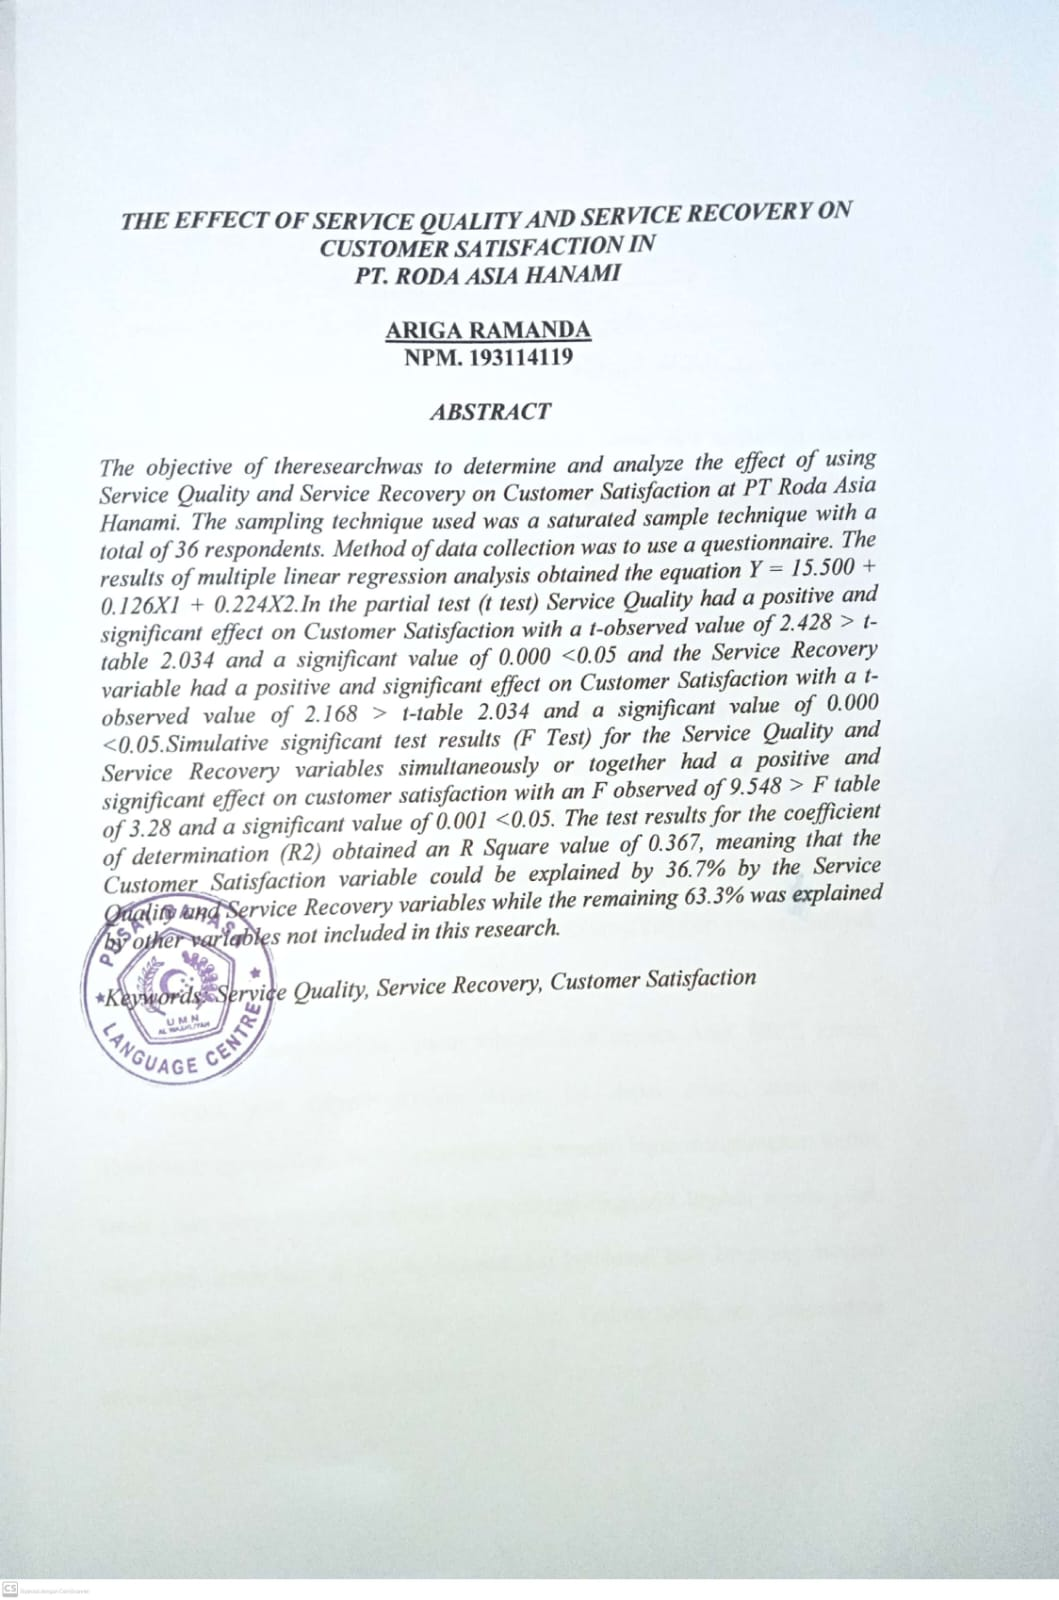 THE EFFECT OF SERVICE QUALITY AND SERVICE RECOVERY ON
CUSTOMER SATISFACTION IN
PT. RODA ASIA HANAMI
ARIGA RAMANDA
NPM. 193114119
ABSTRACT
The objective of theresearchwas to determine and analyze the effect of using
Service Quality and Service Recovery on Customer Satisfaction at PT Roda Asia
Hanami. The sampling technique used was a saturated sample technique with a
total of 36 respondents. Method of data collection was to use a questionnaire. The
results of multiple linear regression analysis obtained the equation Y = 15.500 +
0.126X1 + 0.224X2.In the partial test (t test) Service Quality had a positive and
significant effect on Customer Satisfaction with a t-observed value of 2.428 > t-
table 2.034 and a significant value of 0.000 <0.05 and the Service Recovery
variable had a positive and significant effect on Customer Satisfaction with a t-
observed value of 2.168 > t-table 2.034 and a significant value of 0.000
<0.05.Simulative significant test results (F Test) for the Service Quality and
Service Recovery variables simultaneously or together had a positive and
significant effect on customer satisfaction with an F observed of 9.548 > F table
of 3.28 and a significant value of 0.001 <0.05. The test results for the coefficient
of determination (R2) obtained an R Square value of 0.367, meaning that the
Customer Satisfaction variable could be explained by 36.7% by the Service
Quality and Service Recovery variables while the remaining 63.3% was explained
by other variables not included in this research.
Keywords: Service Quality, Service Recovery, Customer Satisfaction
PUSAT BAHASA
UMN
AL WASHLIYAH
LANGUAGE CENTRE
CS